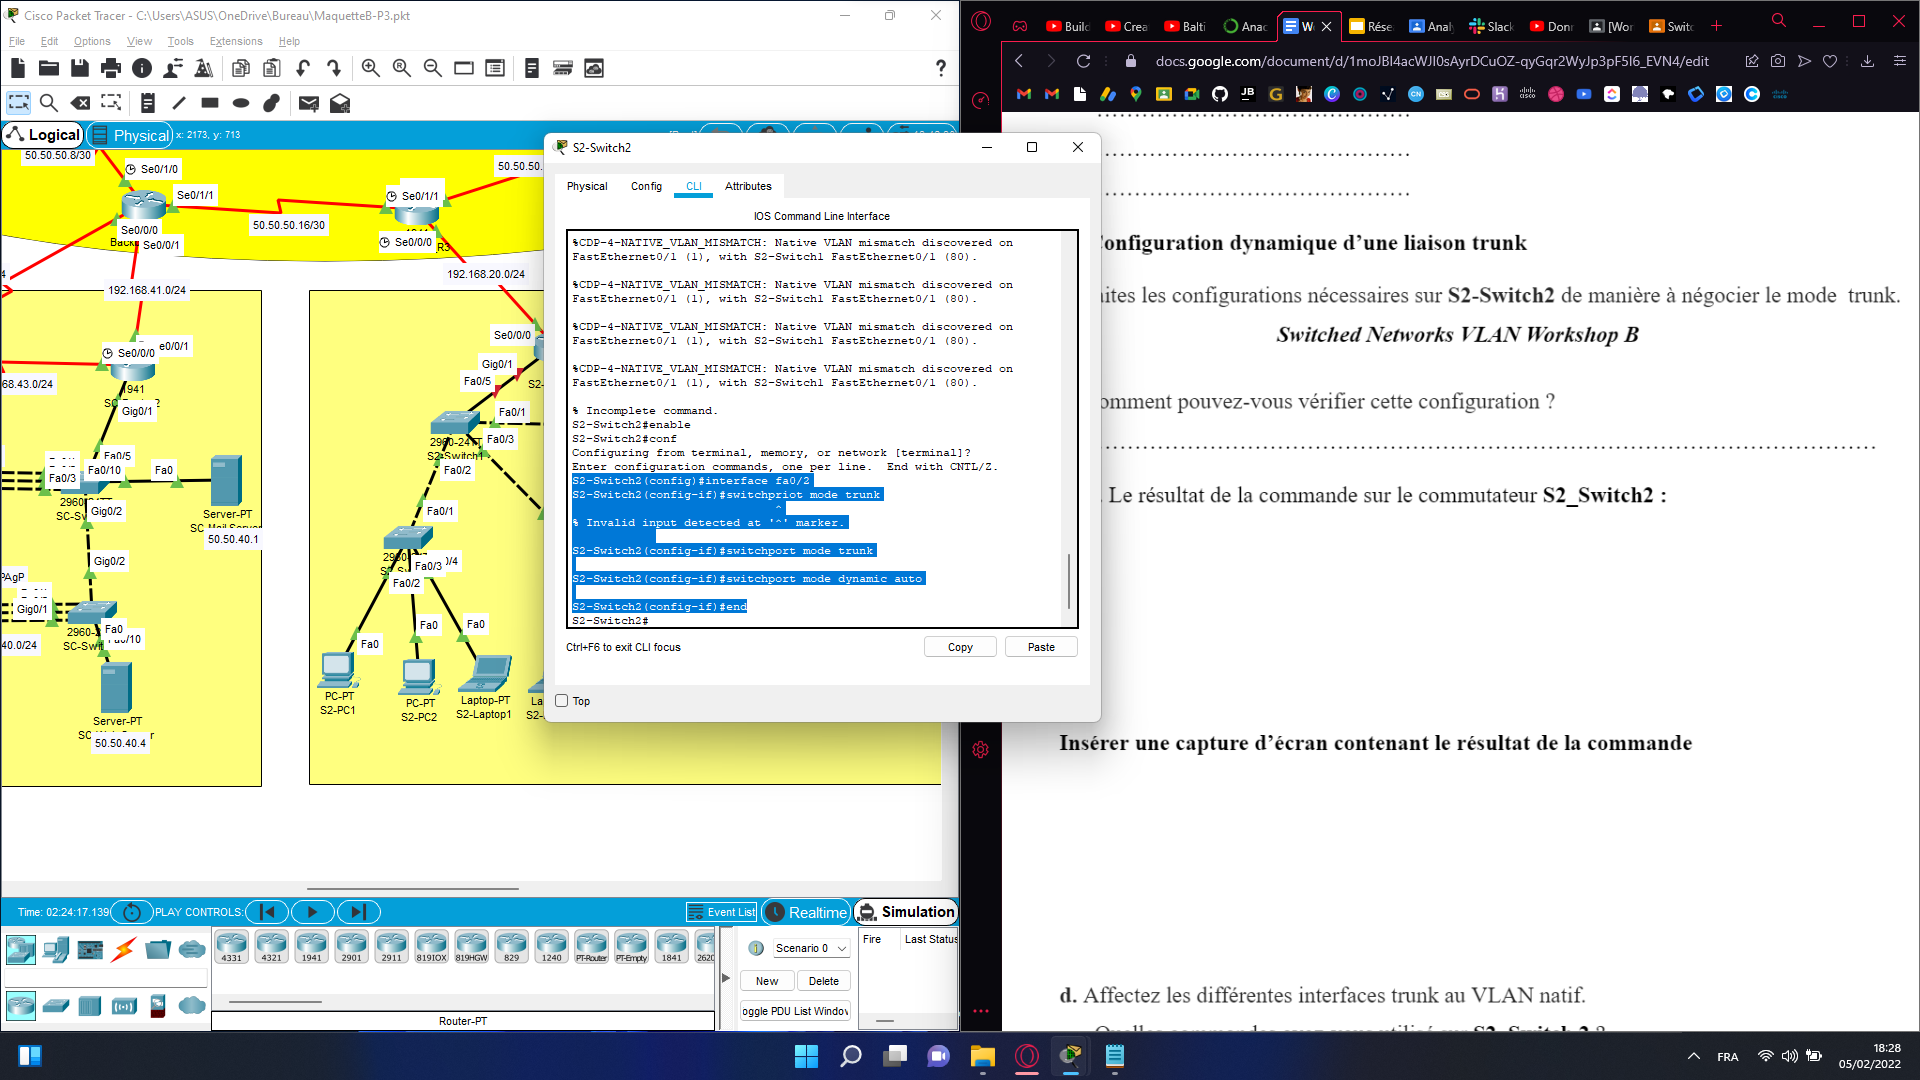 Cisco Packet Tracer - C:\Users\ASUS\OneDrive\Bureau\MaquetteB-P3.pkt
File Edit Options View Tools Extensions Help
Logical
Physical
x: 2173, y: 713
50.50.50.8/30
Se0/1/0
Se0/1/1
Se0/0/0
Se0/0/1
50.50.50.16/30
50.50.50.
Se0/1/1
Se0/0/0
R3
192.168.20.0/24
192.168.41.0/24
Se0/0/0
e0/0/1
68.43.0/24
1941
Gig0/1
Fa0/5
Fa0/10
Fa0
Fa0/3
Gig0/2
Server-PT
50.50.40.1
PAgP
Gig0/2
Gig0/1
40.0/24
Fa0
/10
Server-PT
50.50.40.4
Se0/0/0
Gig0/1
Fa0/5
Fa0/1
Fa0/3
Fa0/2
Fa0/1
Fa0/3
0/4
Fa0/2
Fa0
Fa0
Fa0
PC-PT
S2-PC1
PC-PT
S2-PC2
Laptop-PT
S2-Laptop1
S2-Switch2
Physical Config CLI Attributes
IOS Command Line Interface
%CDP-4-NATIVE_VLAN_MISMATCH: Native VLAN mismatch discovered on
FastEthernet0/1 (1), with S2-Switch1 FastEthernet0/1 (80).
%CDP-4-NATIVE_VLAN_MISMATCH: Native VLAN mismatch discovered on
FastEthernet0/1 (1), with S2-Switch1 FastEthernet0/1 (80).
%CDP-4-NATIVE_VLAN_MISMATCH: Native VLAN mismatch discovered on
FastEthernet0/1 (1), with S2-Switch1 FastEthernet0/1 (80).
%CDP-4-NATIVE_VLAN_MISMATCH: Native VLAN mismatch discovered on
FastEthernet0/1 (1), with S2-Switch1 FastEthernet0/1 (80).
% Incomplete command.
S2-Switch2#enable
S2-Switch2#conf
Configuring from terminal, memory, or network [terminal]?
Enter configuration commands, one per line. End with CNTL/Z.
S2-Switch2(config)#interface fa0/2
S2-Switch2(config-if)#switchpriot mode trunk
^
% Invalid input detected at '^' marker.
S2-Switch2(config-if)#switchport mode trunk
S2-Switch2(config-if)#switchport mode dynamic auto
S2-Switch2(config-if)#end
S2-Switch2#
Ctrl+F6 to exit CLI focus
Copy
Paste
Top
Time: 02:24:17.139
PLAY CONTROLS:
Event List
Realtime
Simulation
4331 4321 1941 2901 2911 819IOX 819HGW 829 1240 PT-Router PT-Empty 1841 2620
Router-PT
Scenario 0
New
Delete
oggle PDU List Window
Fire
Last Status
Build
Crea
Balti
Anac
W
Rése
Analy
Slack
Donr
[Wor
Switc
docs.google.com/document/d/1moJBI4acWJI0sAyrDCuOZ-qyGqr2WyJp3pF5I6_EVN4/edit
onfiguration dynamique d’une liaison trunk
ites les configurations nécessaires sur S2-Switch2 de manière à négocier le mode trunk.
Switched Networks VLAN Workshop B
omment pouvez-vous vérifier cette configuration ?
. Le résultat de la commande sur le commutateur S2_Switch2 :
Insérer une capture d’écran contenant le résultat de la commande
d. Affectez les différentes interfaces trunk au VLAN natif.
FRA
18:28
05/02/2022